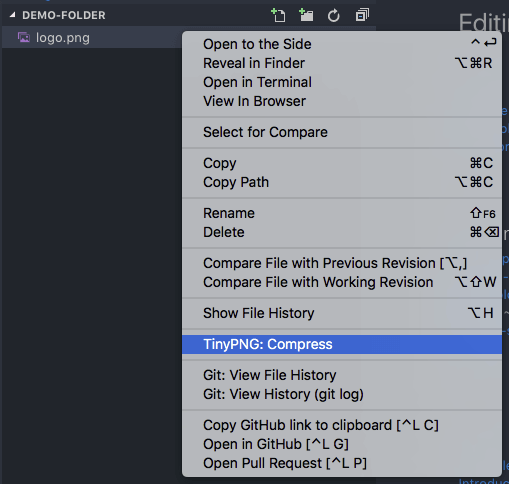 DEMO-FOLDER
logo.png
Editin
Open to the Side ⌃⏎
Reveal in Finder ⌥⌘R
Open in Terminal
View In Browser
Select for Compare
Copy ⌘C
Copy Path ⌥⌘C
Rename ⇧F6
Delete ⌘⌫
Compare File with Previous Revision [⌥,]
Compare File with Working Revision ⌥⇧W
Show File History ⌥H
TinyPNG: Compress
Git: View File History
Git: View History (git log)
Copy GitHub link to clipboard [^L C]
Open in GitHub [^L G]
Open Pull Request [^L P]